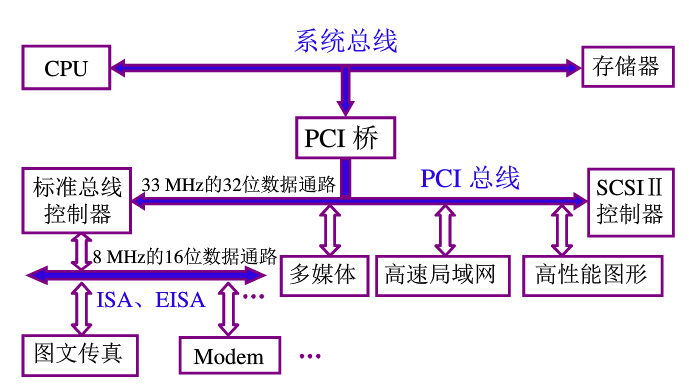 系统总线
CPU
存储器
PCI 桥
标准总线
控制器
33 MHz的32位数据通路
PCI 总线
SCSI Ⅱ
控制器
8 MHz的16位数据通路
多媒体
高速局域网
高性能图形
ISA、EISA
…
图文传真
Modem
…